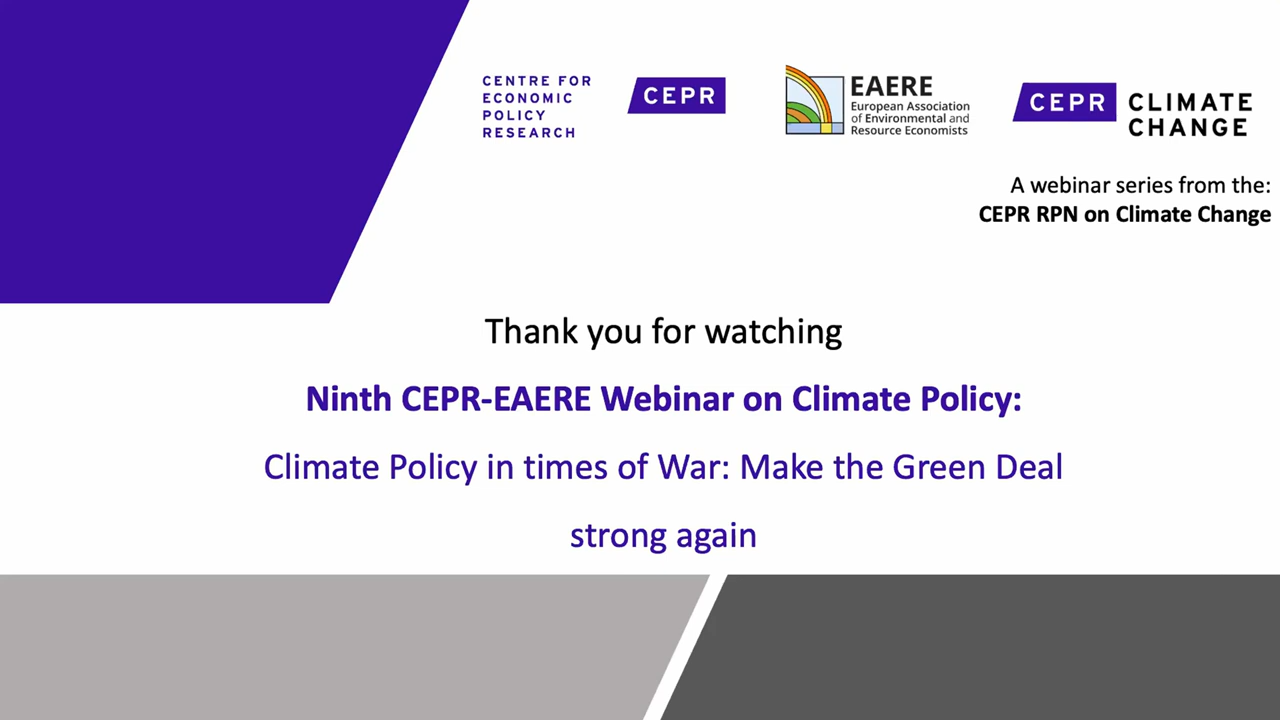 CENTRE FOR
ECONOMIC
POLICY
RESEARCH
CEPR
EAERE
European Association
of Environmental and
Resource Economists
CEPR
CLIMATE
CHANGE
A webinar series from the:
CEPR RPN on Climate Change
Thank you for watching
Ninth CEPR-EAERE Webinar on Climate Policy:
Climate Policy in times of War: Make the Green Deal
strong again